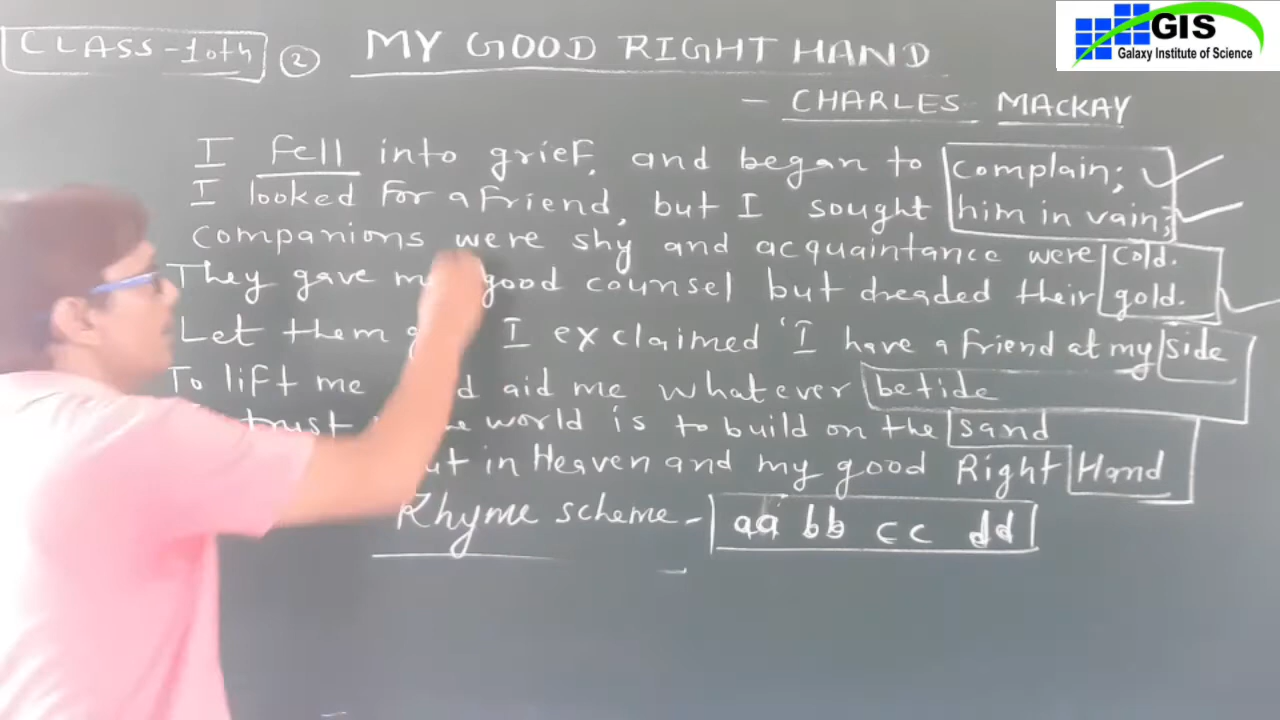 CLASS-10th ② MY GOOD RIGHT HAND
GIS
Galaxy Institute of Science
- CHARLES MACKAY
I fell into grief, and began to complain;
I looked for a friend, but I sought him in vain;
Companions were shy and acquaintance were cold.
They gave good counsel but dreaded their gold.
Let them I exclaimed 'I have a friend at my side
To lift me aid me whatever betide
trust world is to build on the sand
in Heaven and my good Right Hand
Rhyme scheme - aa bb cc dd